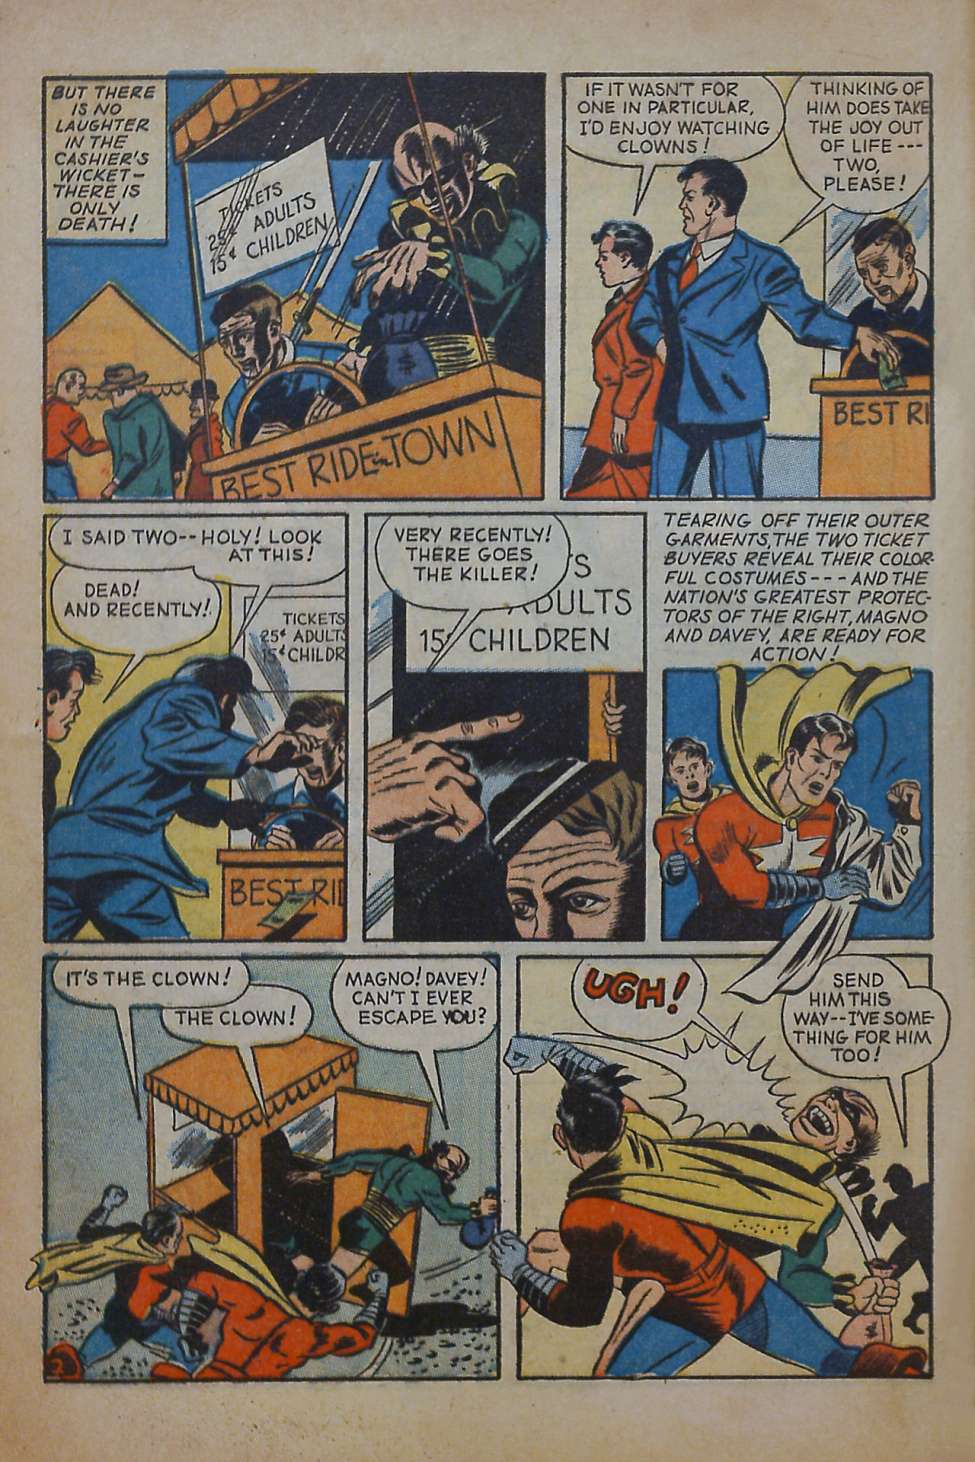 BUT THERE
IS NO
LAUGHTER
IN THE
CASHIER'S
WICKET—
THERE IS
ONLY
DEATH!
TICKETS
25¢ ADULTS
15¢ CHILDREN
BEST RIDE in TOWN
IF IT WASN'T FOR
ONE IN PARTICULAR,
I'D ENJOY WATCHING
CLOWNS!
THINKING OF
HIM DOES TAKE
THE JOY OUT
OF LIFE---
TWO,
PLEASE!
BEST RI
I SAID TWO--HOLY! LOOK
AT THIS!
DEAD!
AND RECENTLY!
TICKETS
25¢ ADULTS
15¢ CHILDR
BEST RID
VERY RECENTLY!
THERE GOES
THE KILLER!
'S
ADULTS
15¢ CHILDREN
TEARING OFF THEIR OUTER
GARMENTS, THE TWO TICKET
BUYERS REVEAL THEIR COLOR-
FUL COSTUMES---AND THE
NATION'S GREATEST PROTEC-
TORS OF THE RIGHT, MAGNO
AND DAVEY, ARE READY FOR
ACTION!
IT'S THE CLOWN!
THE CLOWN!
MAGNO! DAVEY!
CAN'T I EVER
ESCAPE YOU?
UGH!
SEND
HIM THIS
WAY--I'VE SOME-
THING FOR HIM
TOO!